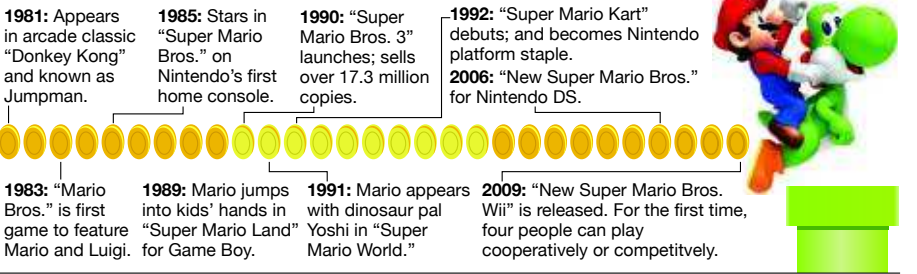 1981: Appears
in arcade classic
“Donkey Kong”
and known as
Jumpman.
1985: Stars in
“Super Mario
Bros.” on
Nintendo’s first
home console.
1990: “Super
Mario Bros. 3”
launches; sells
over 17.3 million
copies.
1992: “Super Mario Kart”
debuts; and becomes Nintendo
platform staple.
2006: “New Super Mario Bros.”
for Nintendo DS.
1983: “Mario
Bros.” is first
game to feature
Mario and Luigi.
1989: Mario jumps
into kids’ hands in
“Super Mario Land”
for Game Boy.
1991: Mario appears
with dinosaur pal
Yoshi in “Super
Mario World.”
2009: “New Super Mario Bros.
Wii” is released. For the first time,
four people can play
cooperatively or competitvely.